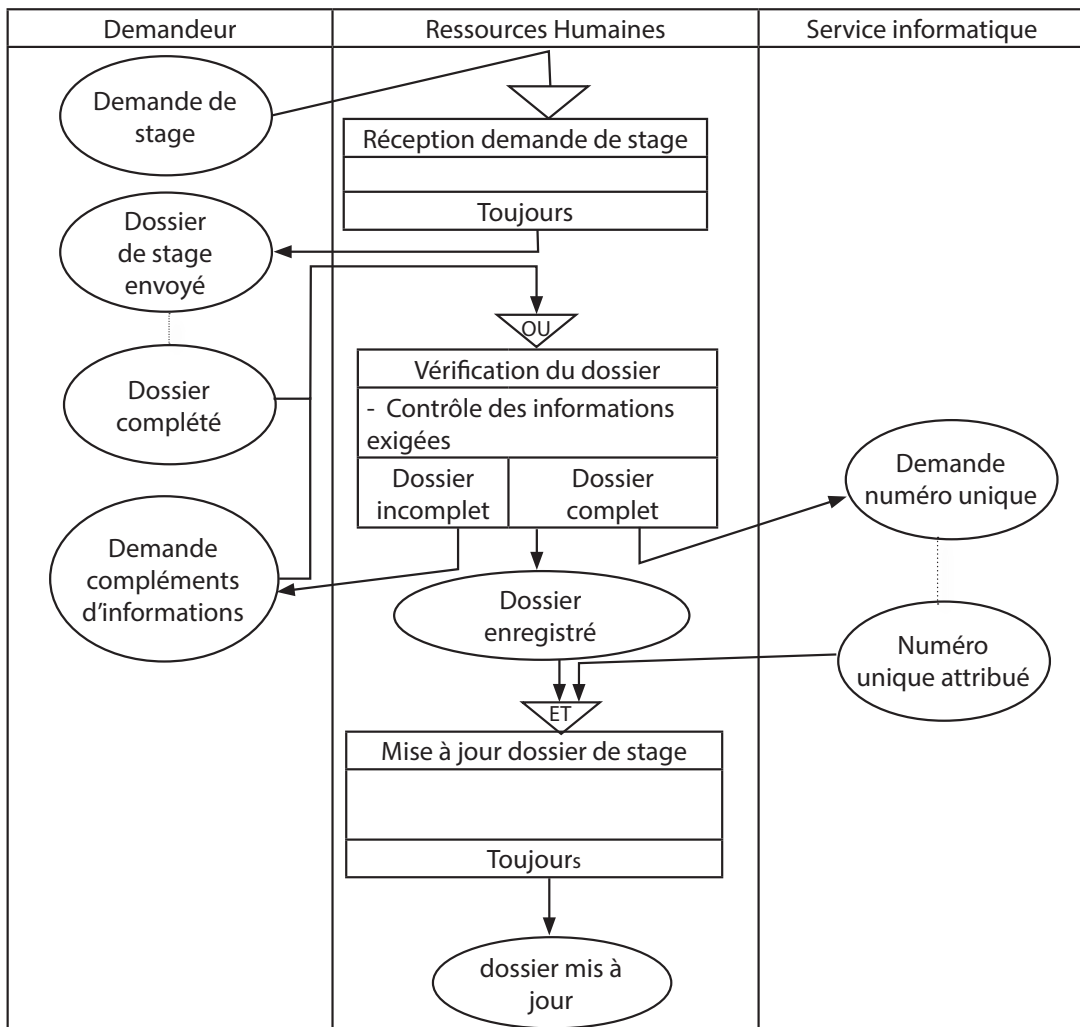 Demandeur
Ressources Humaines
Service informatique
Demande de
stage
Réception demande de stage
Toujours
Dossier
de stage
envoyé
OU
Vérification du dossier
- Contrôle des informations
exigées
Dossier
incomplet
Dossier
complet
Dossier
complété
Demande
numéro unique
Demande
compléments
d'informations
Dossier
enregistré
Numéro
unique attribué
ET
Mise à jour dossier de stage
Toujours
dossier mis à
jour